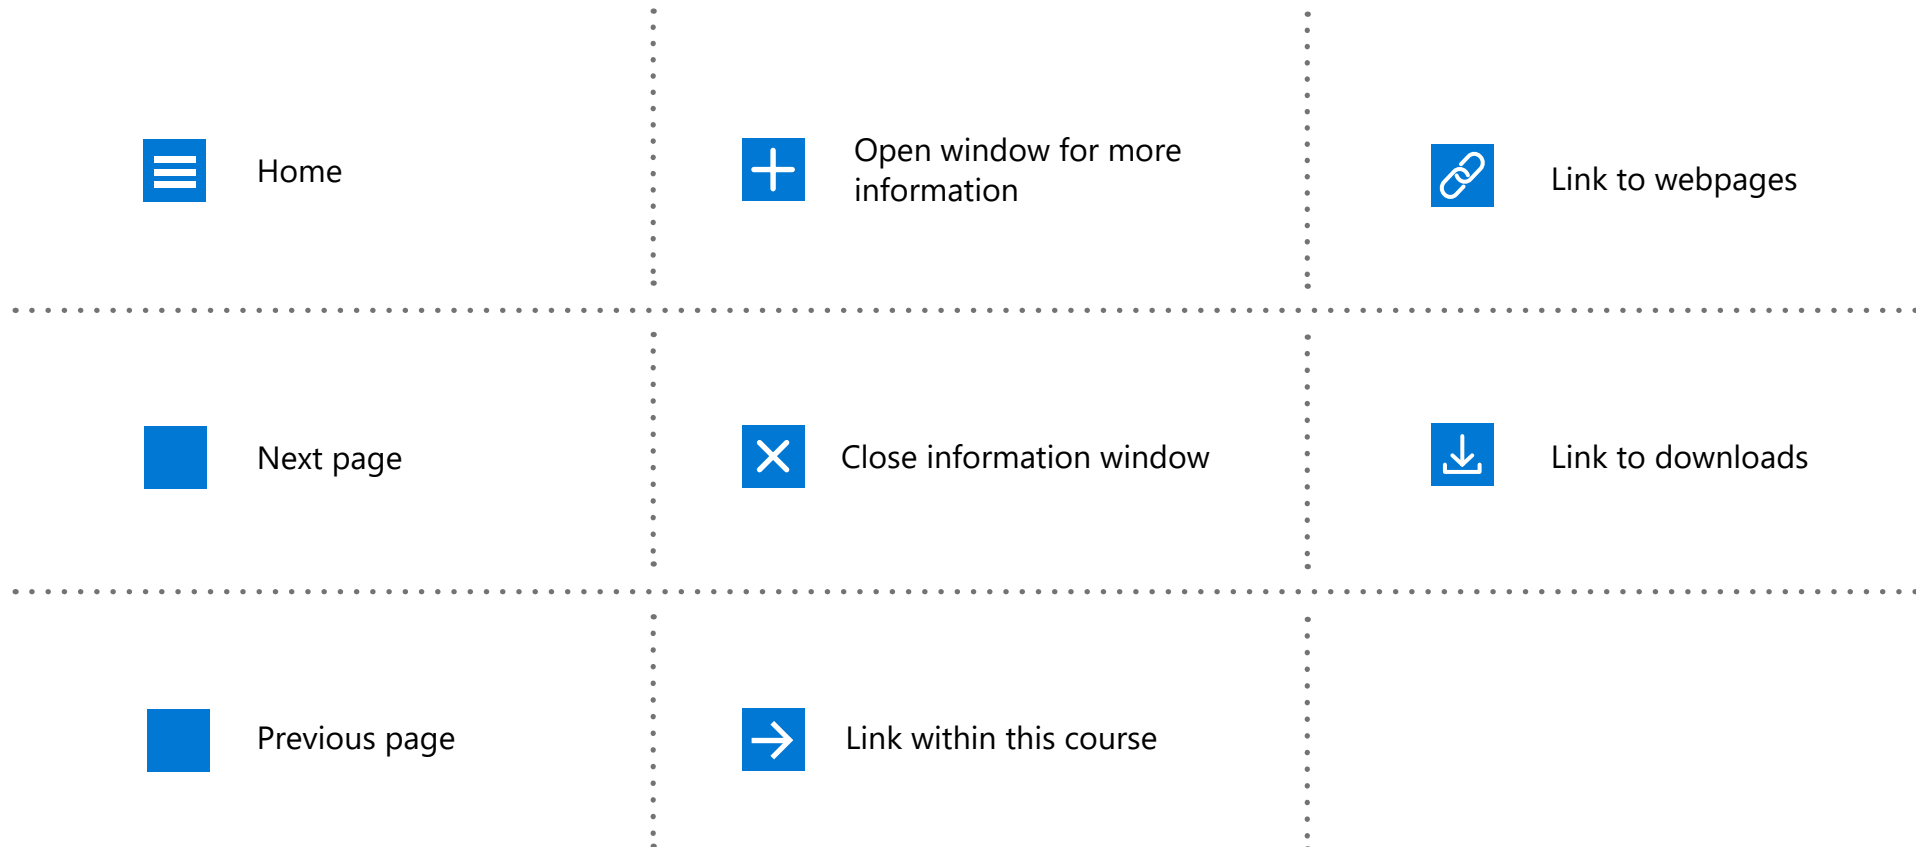 Home
Open window for more
information
Link to webpages
Next page
Close information window
Link to downloads
Previous page
Link within this course